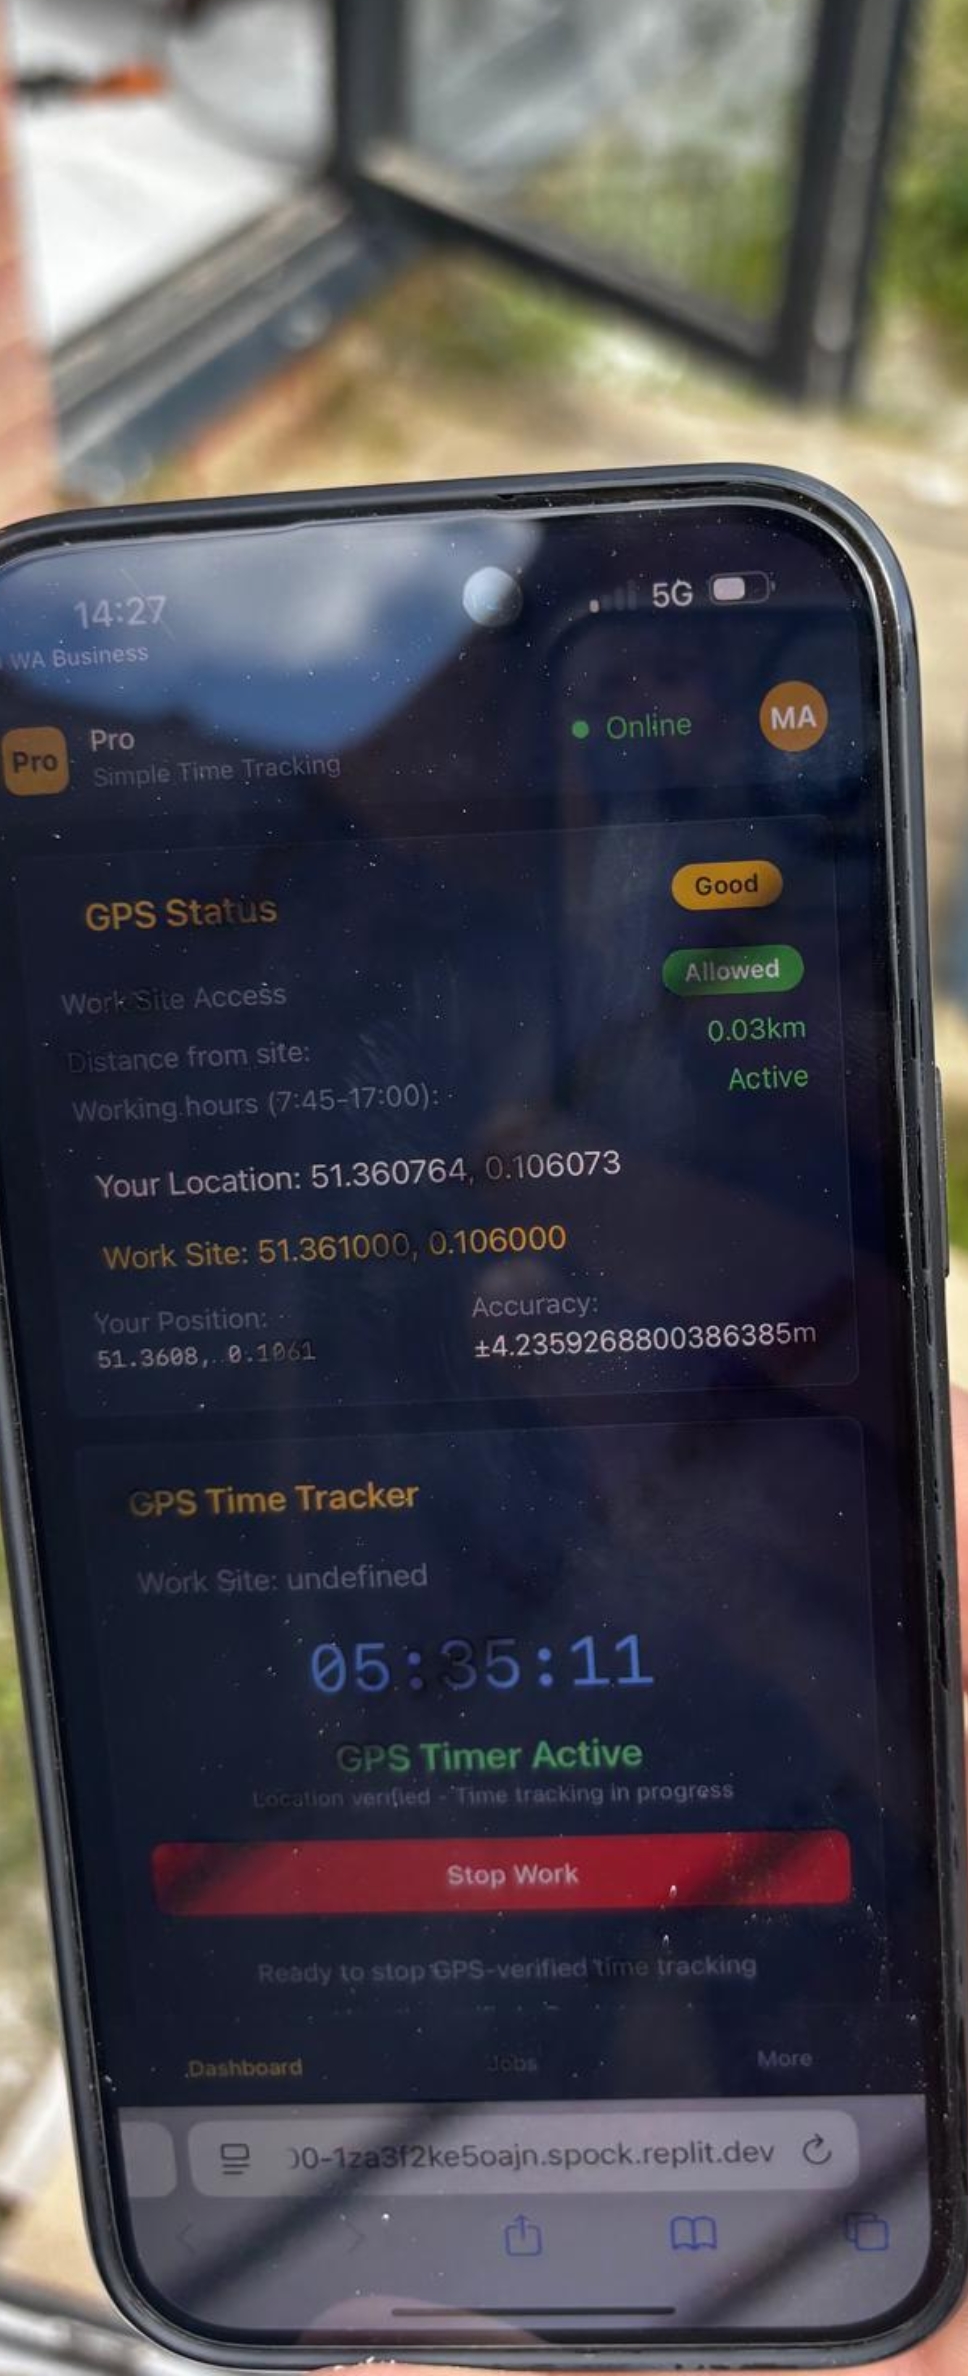 14:27
5G
WA Business
Pro
Pro
Simple Time Tracking
Online
MA
GPS Status
Good
Work Site Access
Allowed
Distance from site:
0.03km
Working hours (7:45-17:00):
Active
Your Location: 51.360764, 0.106073
Work Site: 51.361000, 0.106000
Your Position:
Accuracy:
51.3608, 0.1061
±4.2359268800386385m
GPS Time Tracker
Work Site: undefined
05:35:11
GPS Timer Active
Location verified - Time tracking in progress
Stop Work
Ready to stop GPS-verified time tracking
Dashboard
Jobs
More
0-1za3f2ke5oajn.spock.replit.dev